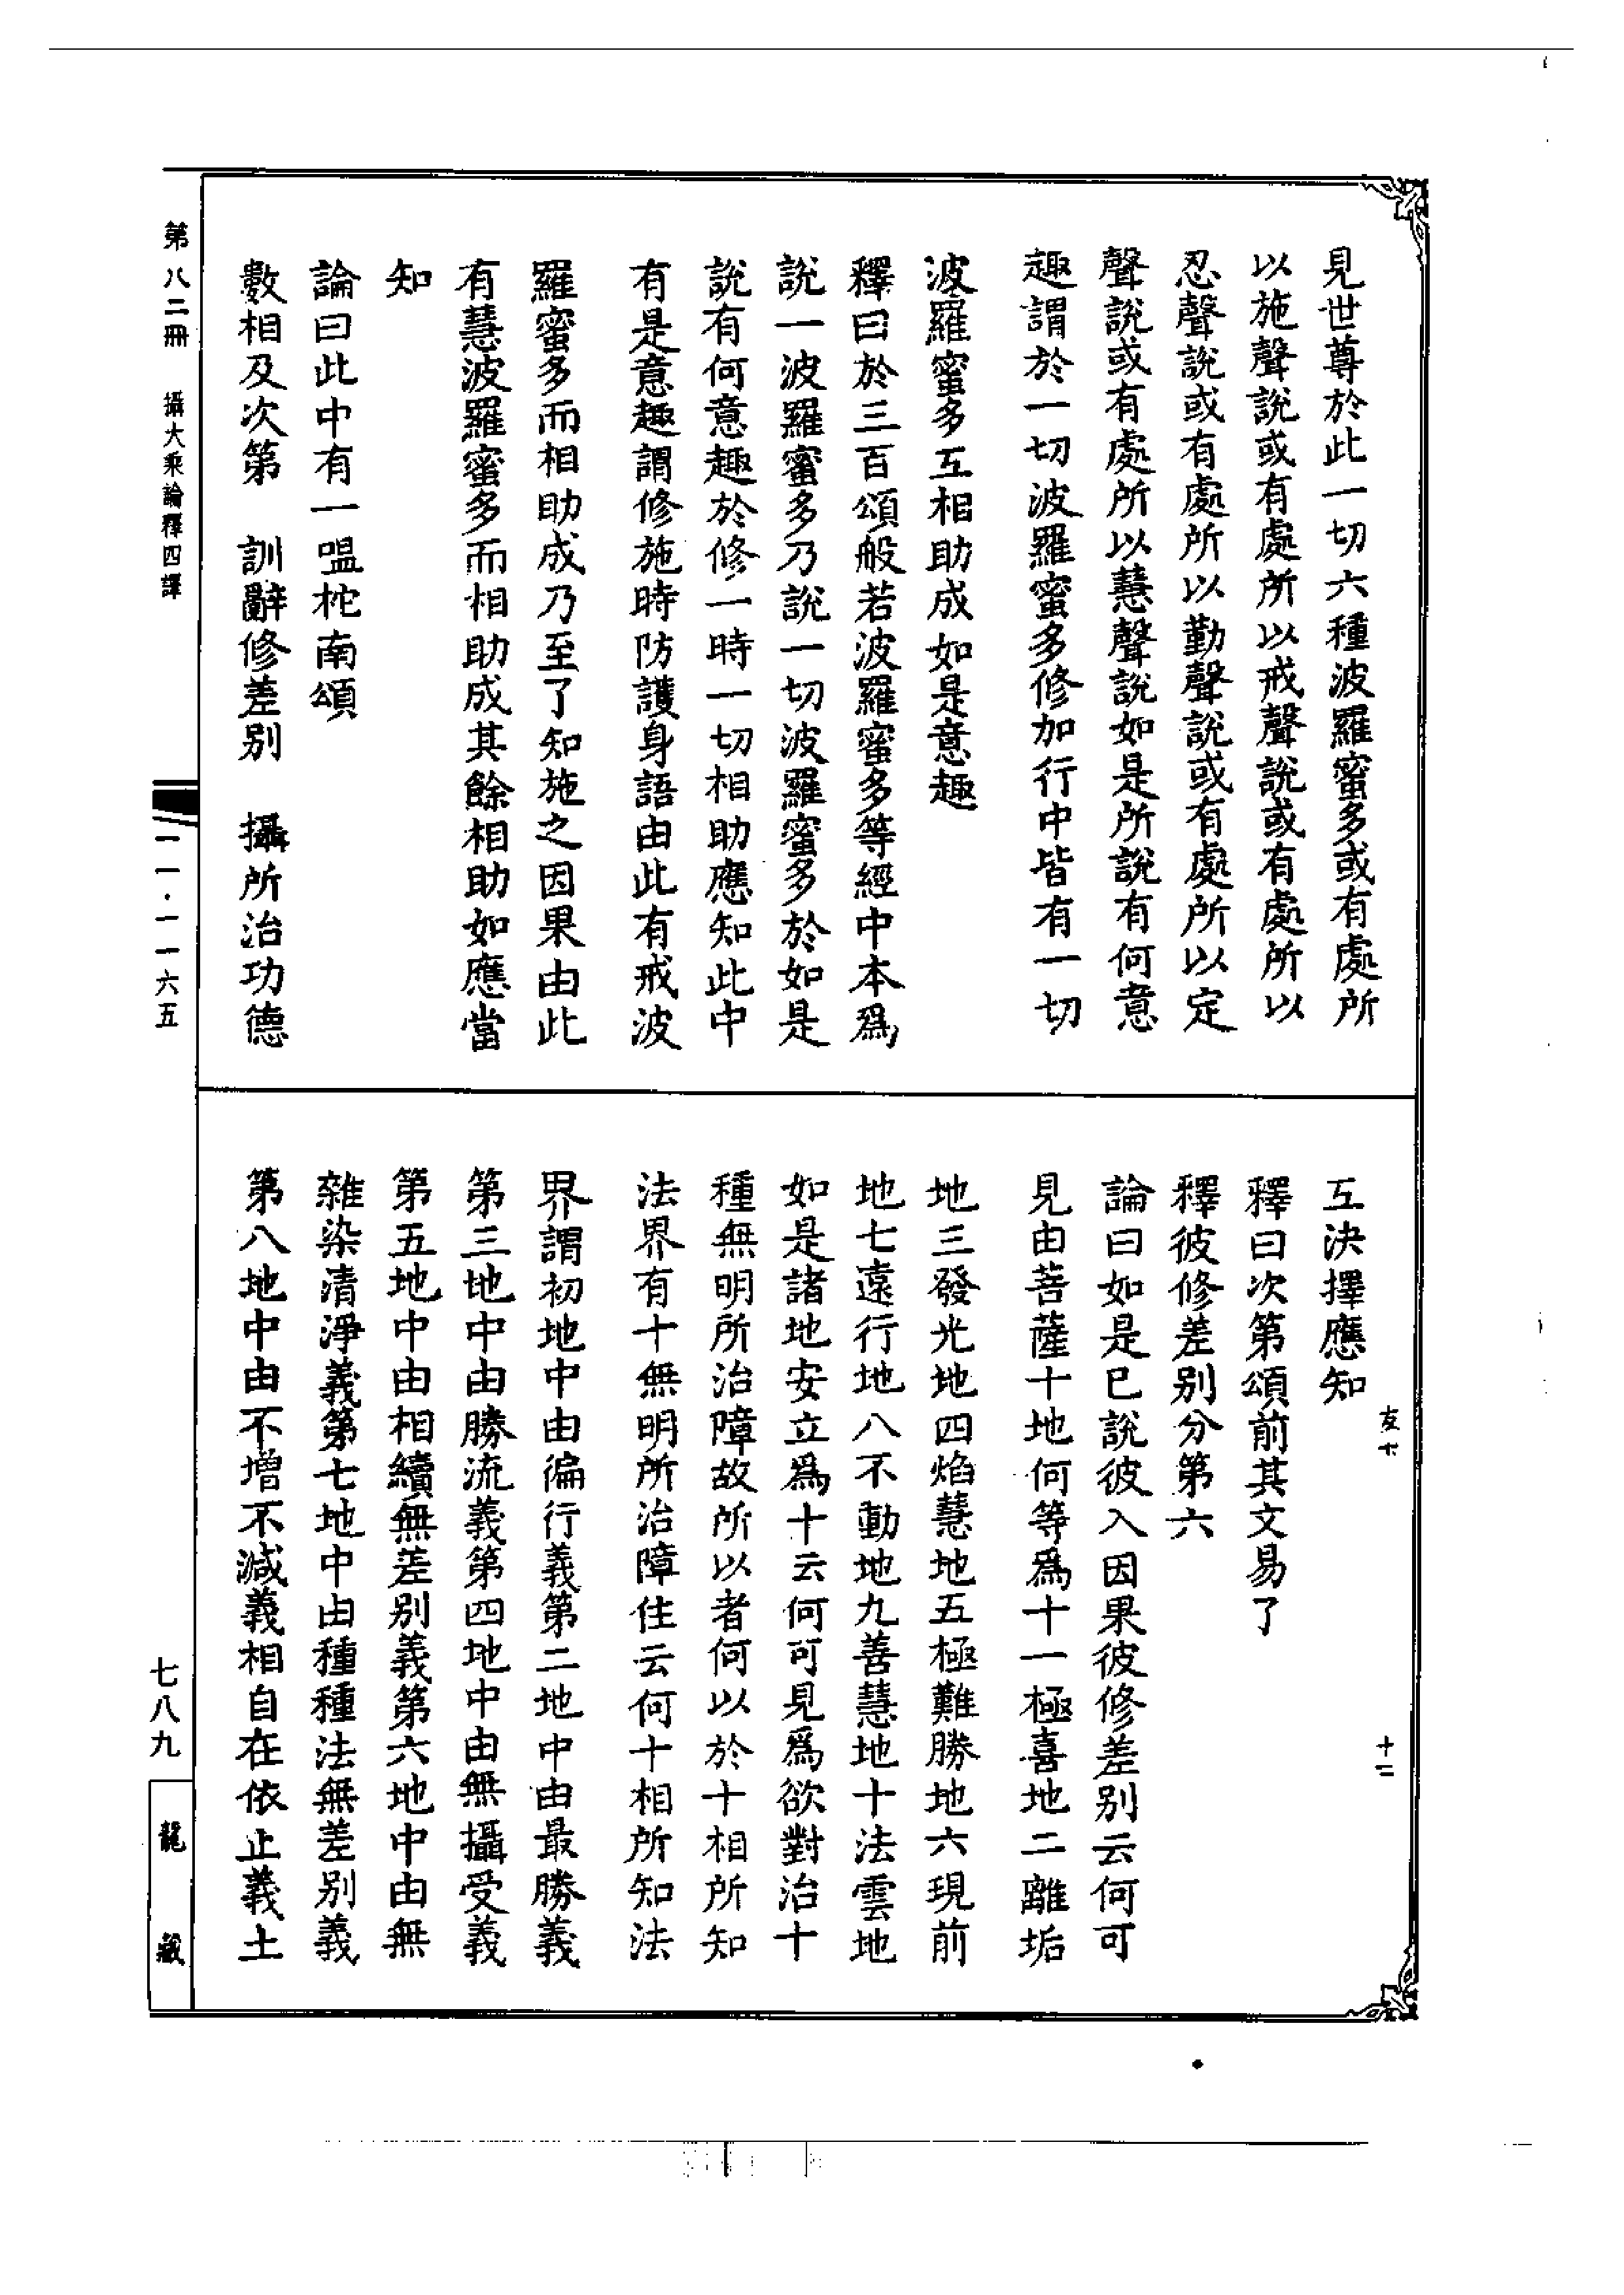 見世尊於此一切六種波羅蜜多或有處所
以施聲說或有處所以戒聲說或有處所以
忍聲說或有處所以勤聲說或有處所以定
聲說或有處所以慧聲說如是所說有何意
趣謂於一切波羅蜜多修加行中皆有一切
波羅蜜多互相助成如是意趣
釋曰於三百頌般若波羅蜜多等經中本為
說一波羅蜜多乃說一切波羅蜜多於如是
說有何意趣於修一時一切相助應知此中
有是意趣謂修施時防護身語由此有戒波
羅蜜多而相助成乃至了知施之因果由此
有慧波羅蜜多而相助成其餘相助如應當
知
論曰此中有一嗢柁南頌
數相及次第　訓辭修差別　攝所治功德
互決擇應知
釋曰次第頌前其文易了
釋彼修差別分第六
論曰如是已說彼入因果彼修差別云何可
見由菩薩十地何等為十一極喜地二離垢
地三發光地四焰慧地五極難勝地六現前
地七遠行地八不動地九善慧地十法雲地
如是諸地安立為十云何可見為欲對治十
種無明所治障故所以者何以於十相所知
法界有十無明所治障住云何十相所知法
界謂初地中由徧行義第二地中由最勝義
第三地中由勝流義第四地中由無攝受義
第五地中由相續無差別義第六地中由無
雜染清淨義第七地中由種種法無差別義
第八地中由不增不減義相自在依止義土
友七
十二
第八二冊　攝大乘論釋四譯
一一·一一六五
七八九
龍藏